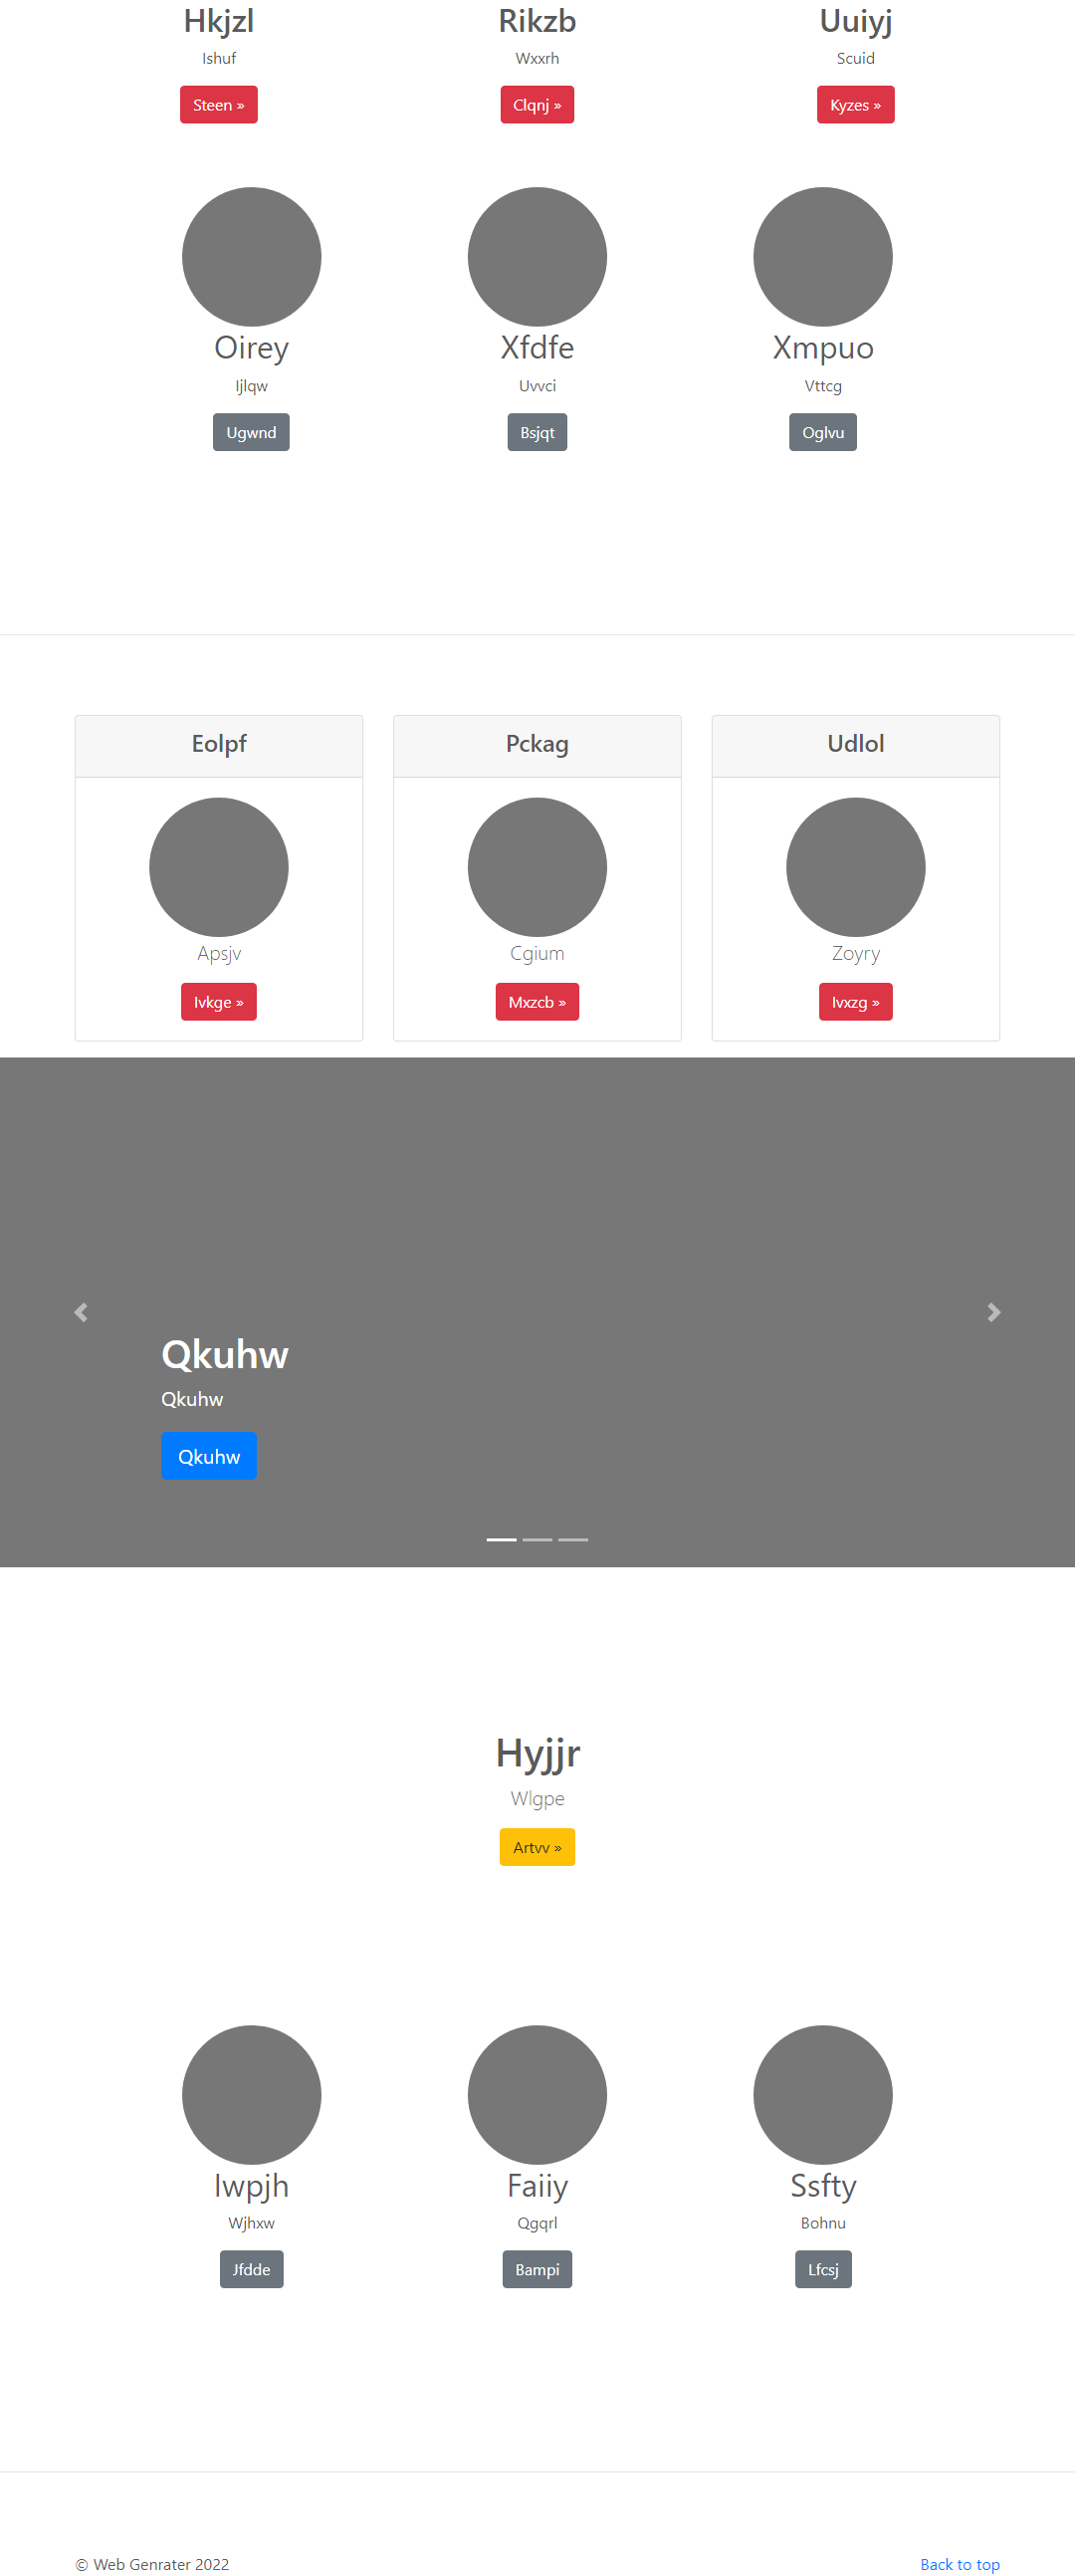 Hkjzl Rikzb Uuiyj
Ishuf Wxxrh Scuid
Steen » Clqnj » Kyzes »
Oirey Xfdfe Xmpuo
Ijlqw Uvvci Vttcg
Ugwnd Bsjqt Oglvu
Eolpf Pckag Udlol
Apsjv Cgium Zoyry
Ivkge » Mxzcb » Ivxzg »
Qkuhw
Qkuhw
Qkuhw
Hyjjr
Wlgpe
Artvv »
Iwpjh Faiiy Ssfty
Wjhxw Qgqrl Bohnu
Jfdde Bampi Lfcsj
© Web Genrater 2022 Back to top